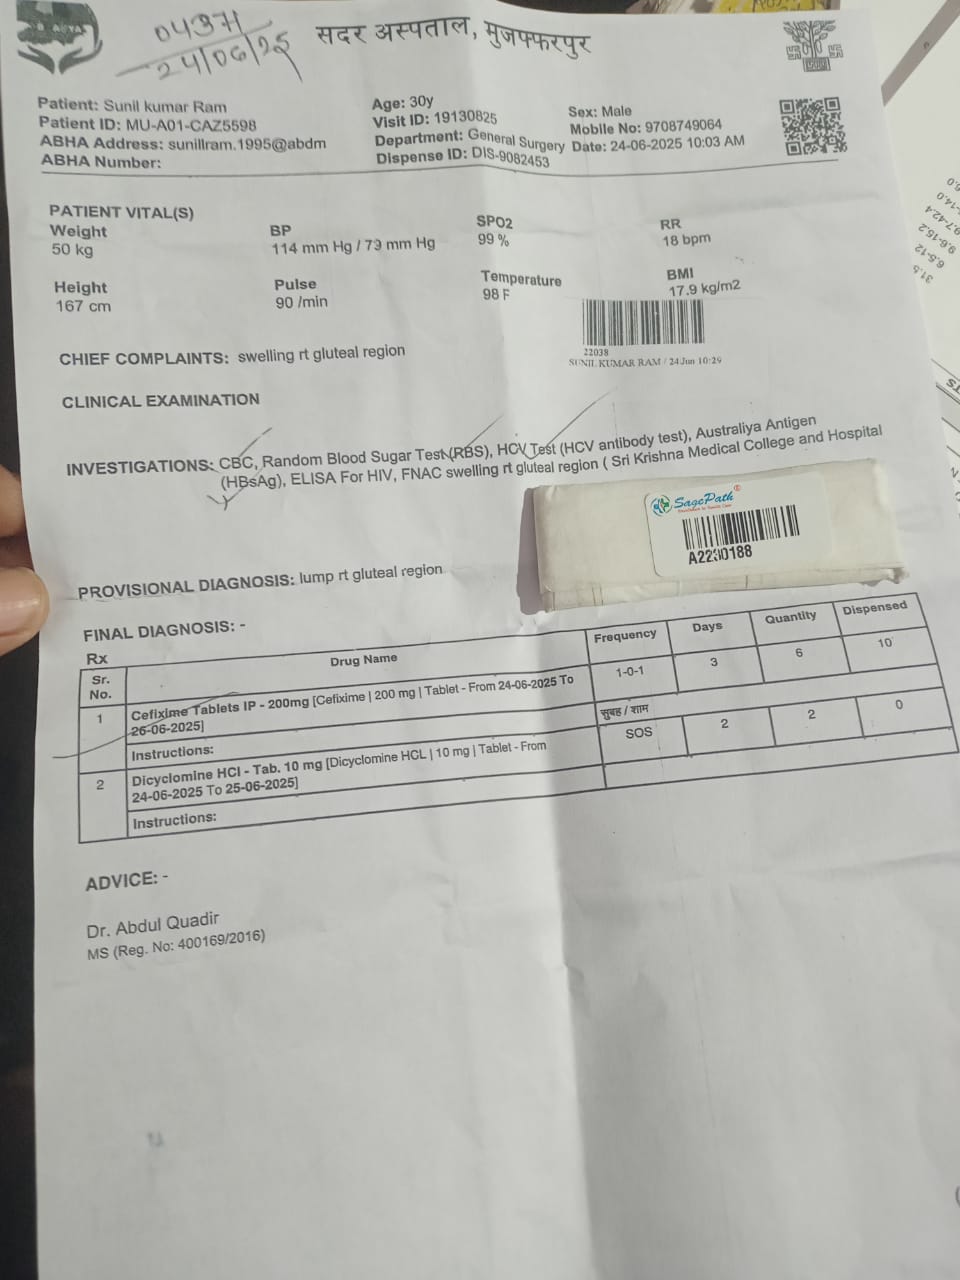 04371
24/06/25
सदर अस्पताल, मुजफ्फरपुर
Patient: Sunil kumar Ram
Patient ID: MU-A01-CAZ5598
ABHA Address: sunillram.1995@abdm
ABHA Number:
Age: 30y
Visit ID: 19130825
Department: General Surgery
Dispense ID: DIS-9082453
Sex: Male
Mobile No: 9708749064
Date: 24-06-2025 10:03 AM
PATIENT VITAL(S)
Weight BP SPO2 RR
50 kg 114 mm Hg / 79 mm Hg 99 % 18 bpm
Height Pulse Temperature BMI
167 cm 90 /min 98 F 17.9 kg/m2
22038
SUNIL KUMAR RAM / 24 Jun 10:29
CHIEF COMPLAINTS: swelling rt gluteal region
CLINICAL EXAMINATION
INVESTIGATIONS: CBC, Random Blood Sugar Test (RBS), HCV Test (HCV antibody test), Australiya Antigen
(HBsAg), ELISA For HIV, FNAC swelling rt gluteal region ( Sri Krishna Medical College and Hospital
SagePath
A2230188
PROVISIONAL DIAGNOSIS: lump rt gluteal region
FINAL DIAGNOSIS: -
Rx
Sr. No. Drug Name Frequency Days Quantity Dispensed
1 Cefixime Tablets IP - 200mg [Cefixime | 200 mg | Tablet - From 24-06-2025 To 1-0-1 3 6 10
26-06-2025]
Instructions: सुबह / शाम
2 Dicyclomine HCl - Tab. 10 mg [Dicyclomine HCL | 10 mg | Tablet - From SOS 2 2 0
24-06-2025 To 25-06-2025]
Instructions:
ADVICE: -
Dr. Abdul Quadir
MS (Reg. No: 400169/2016)